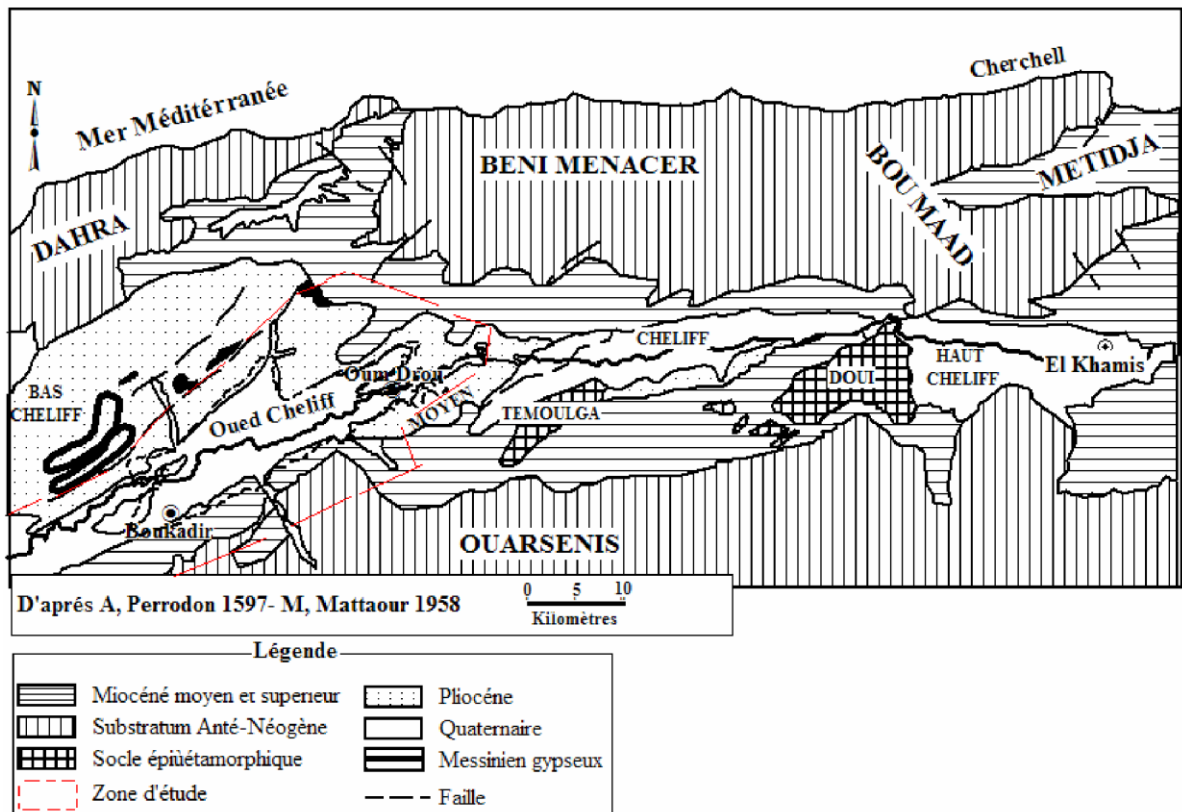 N
Mer Méditérranée
Cherchell
BENI MENACER
BOU MAAD
METIDJA
DAHRA
BAS
CHELIFF
Oum Drou
Oued Cheliff
MOYEN
CHELIFF
TEMOULGA
DOUI
HAUT
CHELIFF
El Khamis
Boukadir
OUARSENIS
D'aprés A, Perrodon 1597- M, Mattaour 1958
0 5 10
Kilomètres
Légende
Miocéné moyen et superieur
Pliocéne
Substratum Anté-Néogène
Quaternaire
Socle épiùétamorphique
Messinien gypseux
Zone d'étude
Faille